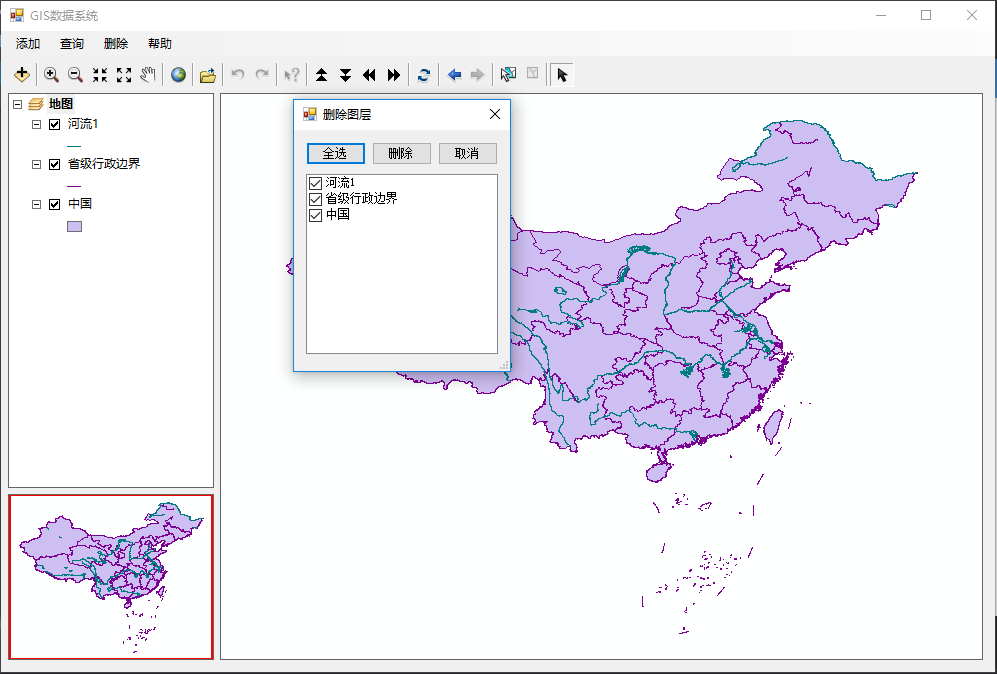 GIS数据系统
添加 查询 删除 帮助
地图
河流1
省级行政边界
中国
删除图层
全选 删除 取消
河流1
省级行政边界
中国